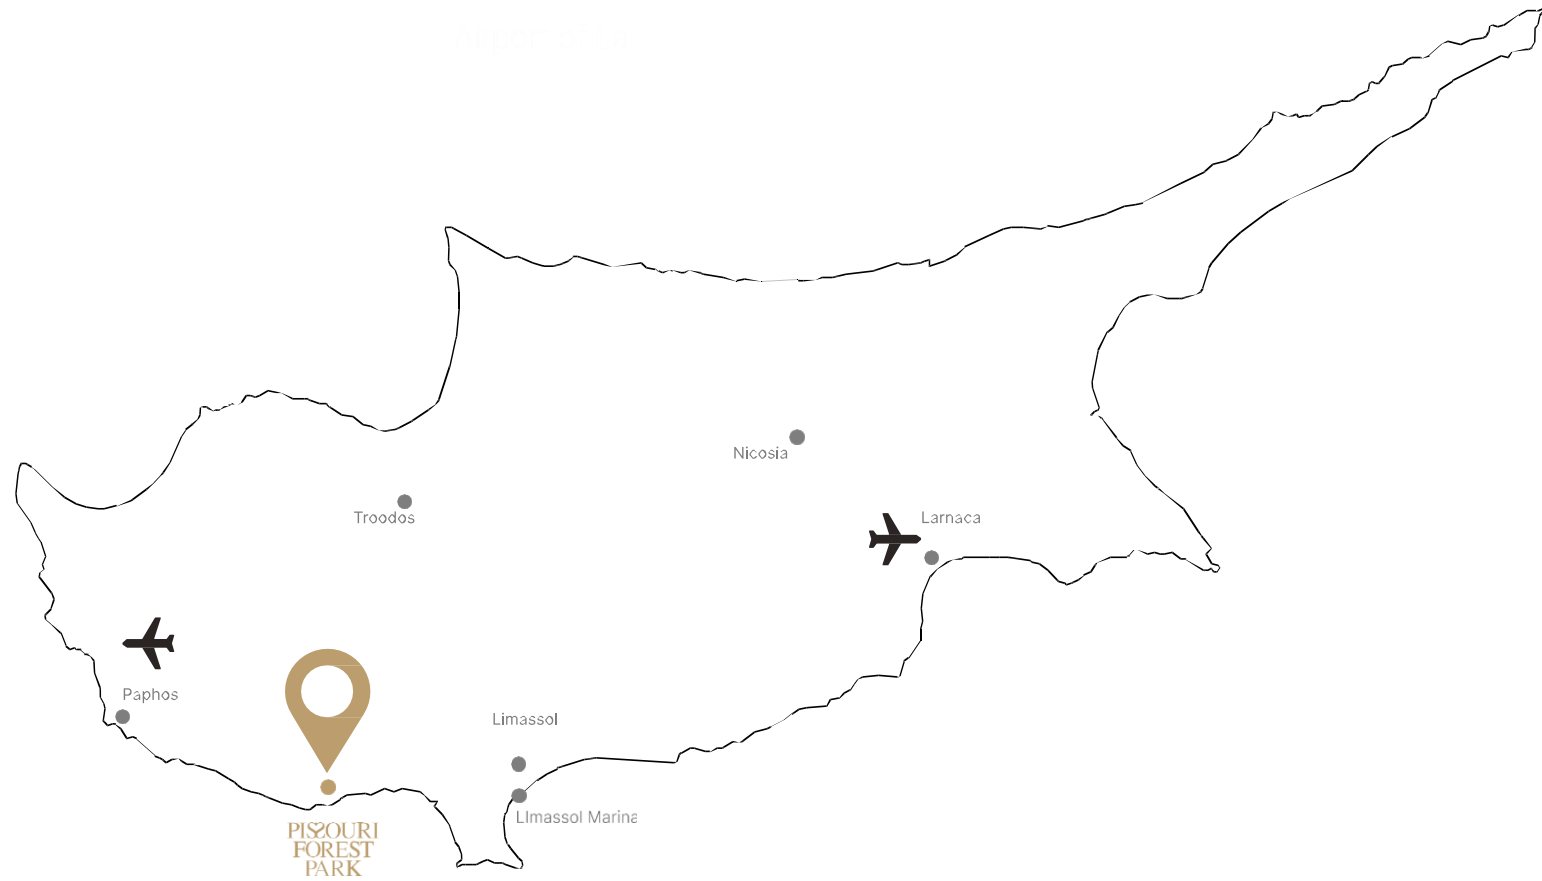 Nicosia
Troodos
Larnaca
Paphos
Limassol
LImassol Marina
PISSOURI
FOREST
PARK